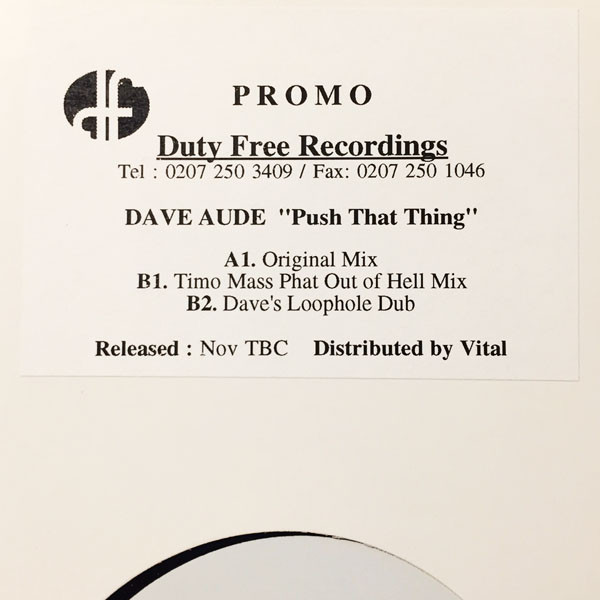 df
PROMO
Duty Free Recordings
Tel : 0207 250 3409 / Fax: 0207 250 1046
DAVE AUDE "Push That Thing"
A1. Original Mix
B1. Timo Mass Phat Out of Hell Mix
B2. Dave's Loophole Dub
Released : Nov TBC Distributed by Vital